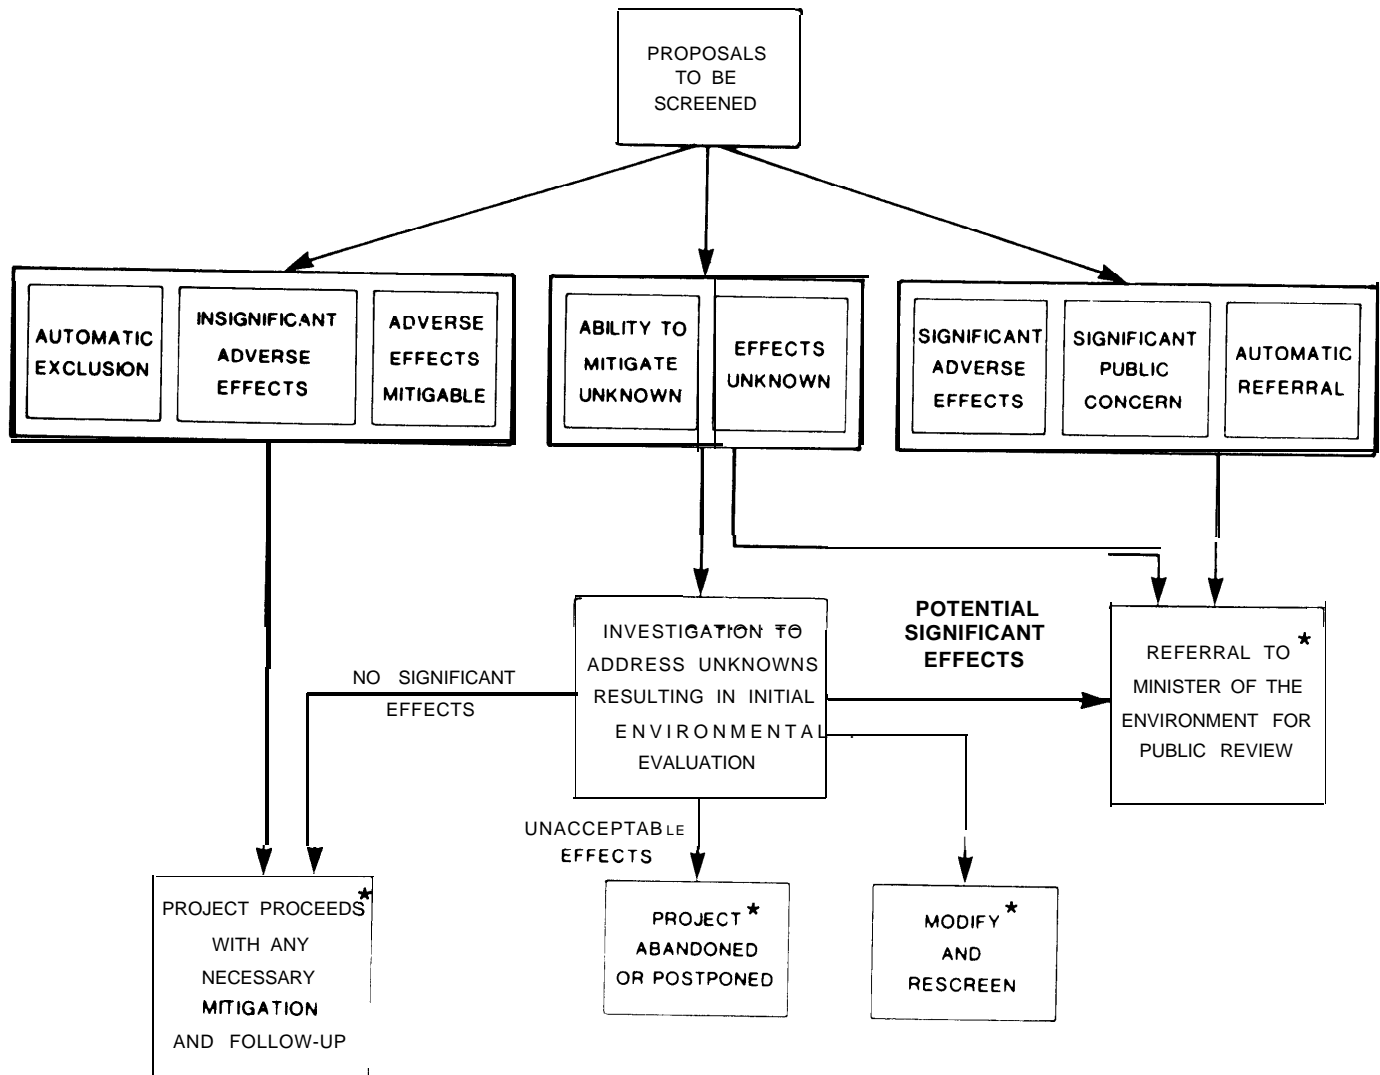 PROPOSALS
TO BE
SCREENED
AUTOMATIC
EXCLUSION
INSIGNIFICANT
ADVERSE
EFFECTS
ADVERSE
EFFECTS
MITIGABLE
ABILITY TO
MITIGATE
UNKNOWN
EFFECTS
UNKNOWN
SIGNIFICANT
ADVERSE
EFFECTS
SIGNIFICANT
PUBLIC
CONCERN
AUTOMATIC
REFERRAL
NO SIGNIFICANT
EFFECTS
INVESTIGATION TO
ADDRESS UNKNOWNS
RESULTING IN INITIAL
ENVIRONMENTAL
EVALUATION
POTENTIAL
SIGNIFICANT
EFFECTS
REFERRAL TO *
MINISTER OF THE
ENVIRONMENT FOR
PUBLIC REVIEW
UNACCEPTABLE
EFFECTS
PROJECT PROCEEDS *
WITH ANY
NECESSARY
MITIGATION
AND FOLLOW-UP
PROJECT *
ABANDONED
OR POSTPONED
MODIFY *
AND
RESCREEN